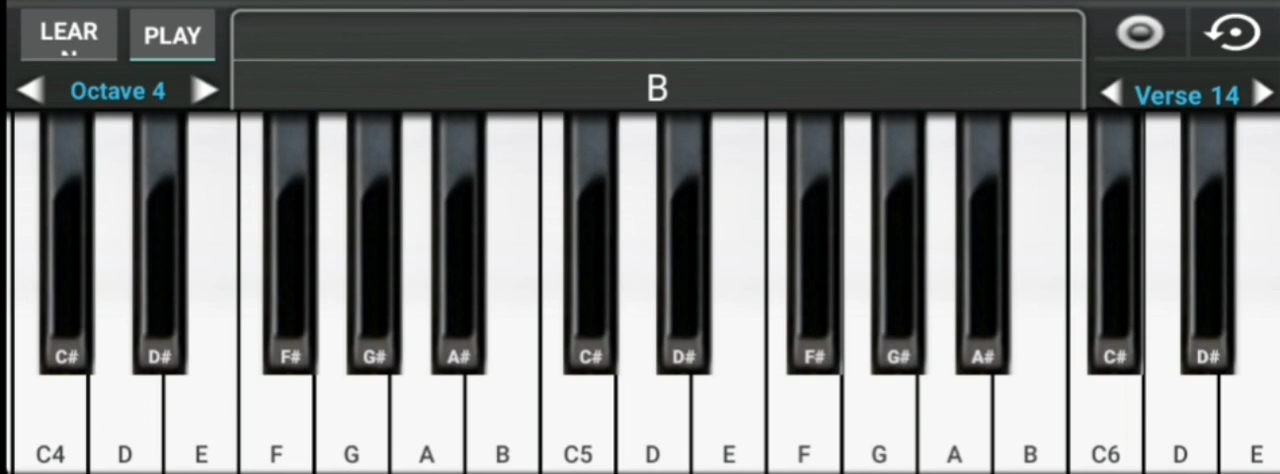 LEAR
N
PLAY
Octave 4
B
Verse 14
C# D# F# G# A# C# D# F# G# A# C# D#
C4 D E F G A B C5 D E F G A B C6 D E